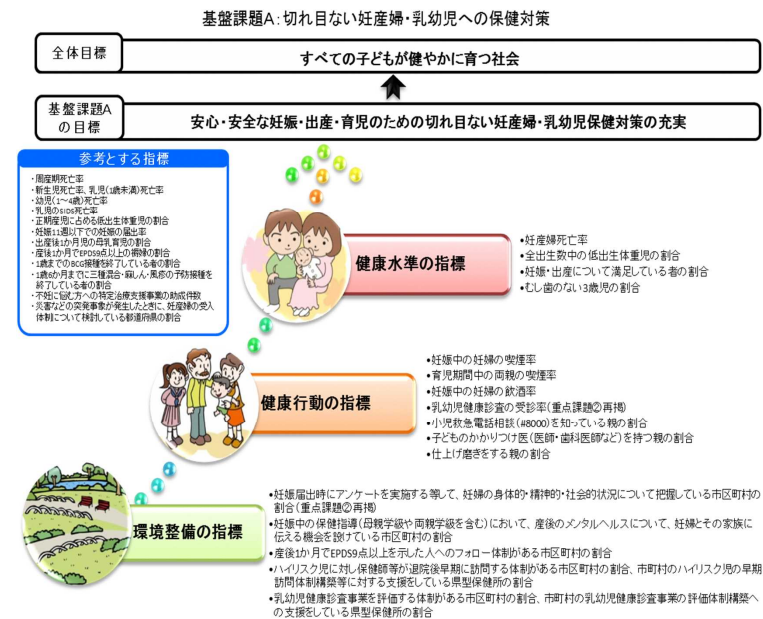 基盤課題A：切れ目ない妊産婦・乳幼児への保健対策
全体目標
すべての子どもが健やかに育つ社会
基盤課題A
の目標
安心・安全な妊娠・出産・育児のための切れ目ない妊産婦・乳幼児保健対策の充実
参考とする指標
・周産期死亡率
・新生児死亡率、乳児(1歳未満)死亡率
・幼児(1～4歳)死亡率
・乳児のSIDS死亡率
・正期産児に占める低出生体重児の割合
・妊娠11週以下での妊娠の届出率
・出産後1か月児の母乳育児の割合
・産後1か月でEPDS9点以上の褥婦の割合
・1歳までのBCG接種を終了している者の割合
・1歳6か月までに三種混合・麻しん・風疹の予防接種を
終了している者の割合
・不妊に悩む方への特定治療支援事業の助成件数
・災害などの突発事象が発生したときに、妊産婦の受入
体制について検討している都道府県の割合
健康水準の指標
●妊産婦死亡率
●全出生数中の低出生体重児の割合
●妊娠・出産について満足している者の割合
●むし歯のない3歳児の割合
健康行動の指標
●妊娠中の妊婦の喫煙率
●育児期間中の両親の喫煙率
●妊娠中の妊婦の飲酒率
●乳幼児健康診査の受診率(重点課題②再掲)
●小児救急電話相談(#8000)を知っている親の割合
●子どものかかりつけ医(医師・歯科医師など)を持つ親の割合
●仕上げ磨きをする親の割合
環境整備の指標
●妊娠届出時にアンケートを実施する等して、妊婦の身体的・精神的・社会的状況について把握している市区町村の
割合(重点課題②再掲)
●妊娠中の保健指導(母親学級や両親学級を含む)において、産後のメンタルヘルスについて、妊婦とその家族に
伝える機会を設けている市区町村の割合
●産後1か月でEPDS9点以上を示した人へのフォロー体制がある市区町村の割合
●ハイリスク児に対し保健師等が退院後早期に訪問する体制がある市区町村の割合、市町村のハイリスク児の早期
訪問体制構築等に対する支援をしている県型保健所の割合
●乳幼児健康診査事業を評価する体制がある市区町村の割合、市町村の乳幼児健康診査事業の評価体制構築へ
の支援をしている県型保健所の割合